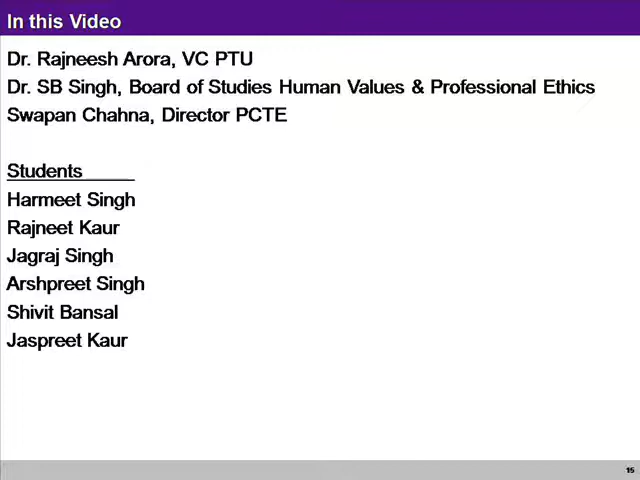 In this Video
Dr. Rajneesh Arora, VC PTU
Dr. SB Singh, Board of Studies Human Values & Professional Ethics
Swapan Chahna, Director PCTE
Students
Harmeet Singh
Rajneet Kaur
Jagraj Singh
Arshpreet Singh
Shivit Bansal
Jaspreet Kaur
15